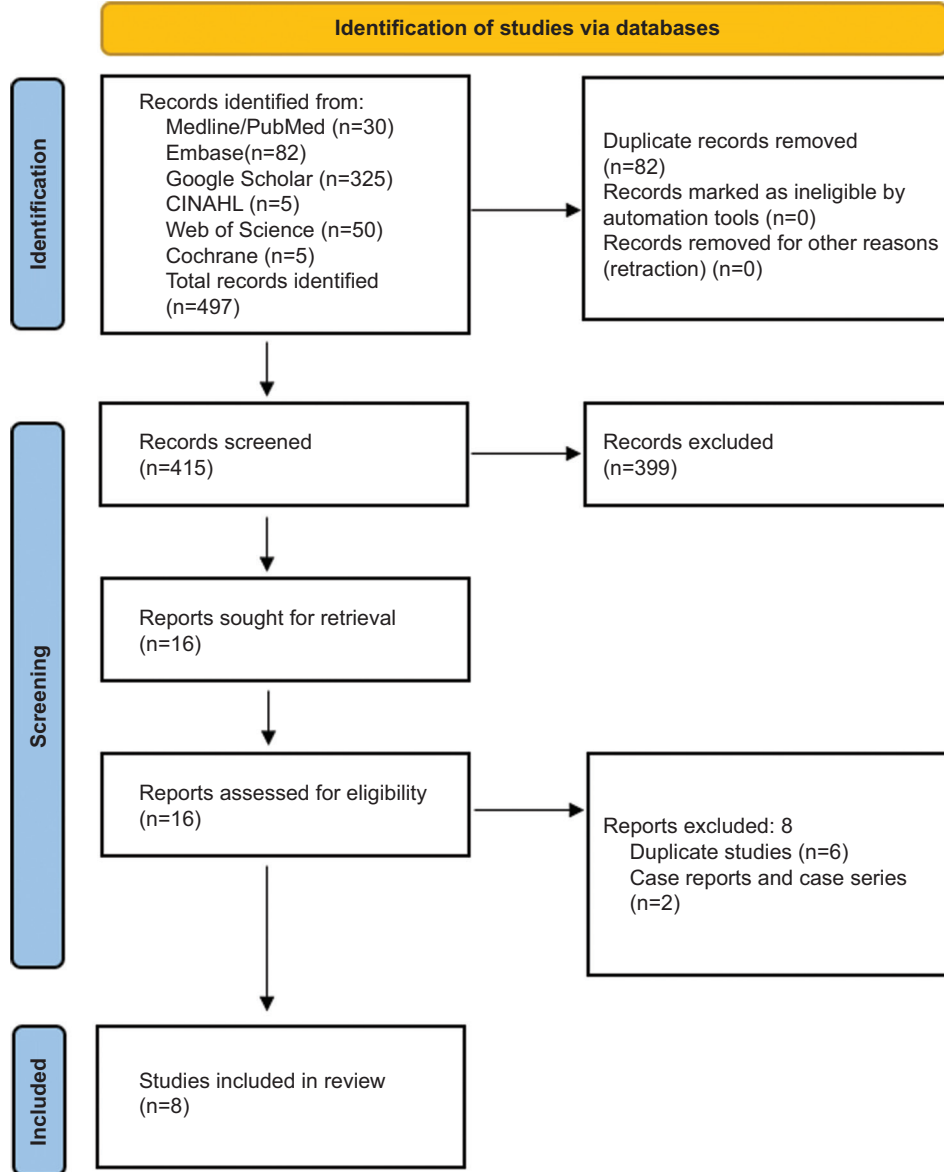 Identification of studies via databases
Identification
Records identified from:
Medline/PubMed (n=30)
Embase(n=82)
Google Scholar (n=325)
CINAHL (n=5)
Web of Science (n=50)
Cochrane (n=5)
Total records identified
(n=497)
Duplicate records removed
(n=82)
Records marked as ineligible by
automation tools (n=0)
Records removed for other reasons
(retraction) (n=0)
Screening
Records screened
(n=415)
Records excluded
(n=399)
Reports sought for retrieval
(n=16)
Reports assessed for eligibility
(n=16)
Reports excluded: 8
Duplicate studies (n=6)
Case reports and case series
(n=2)
Included
Studies included in review
(n=8)